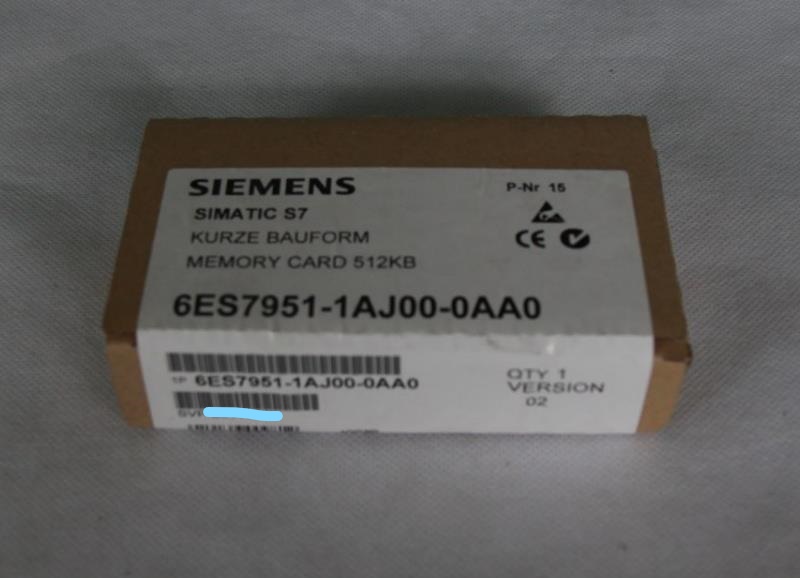 SIEMENS
P-Nr 15
SIMATIC S7
KURZE BAUFORM
MEMORY CARD 512KB
CE
6ES7951-1AJ00-0AA0
1P 6ES7951-1AJ00-0AA0
QTY 1
VERSION
02